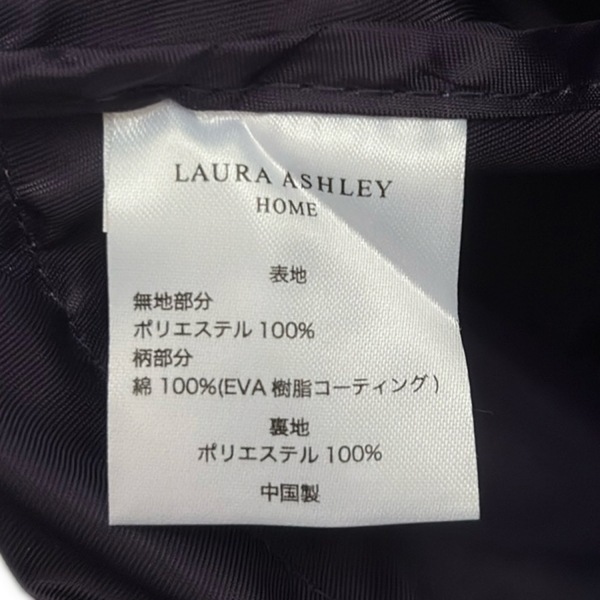 LAURA ASHLEY
HOME
表地
無地部分
ポリエステル 100%
柄部分
綿 100%(EVA 樹脂コーティング)
裏地
ポリエステル 100%
中国製